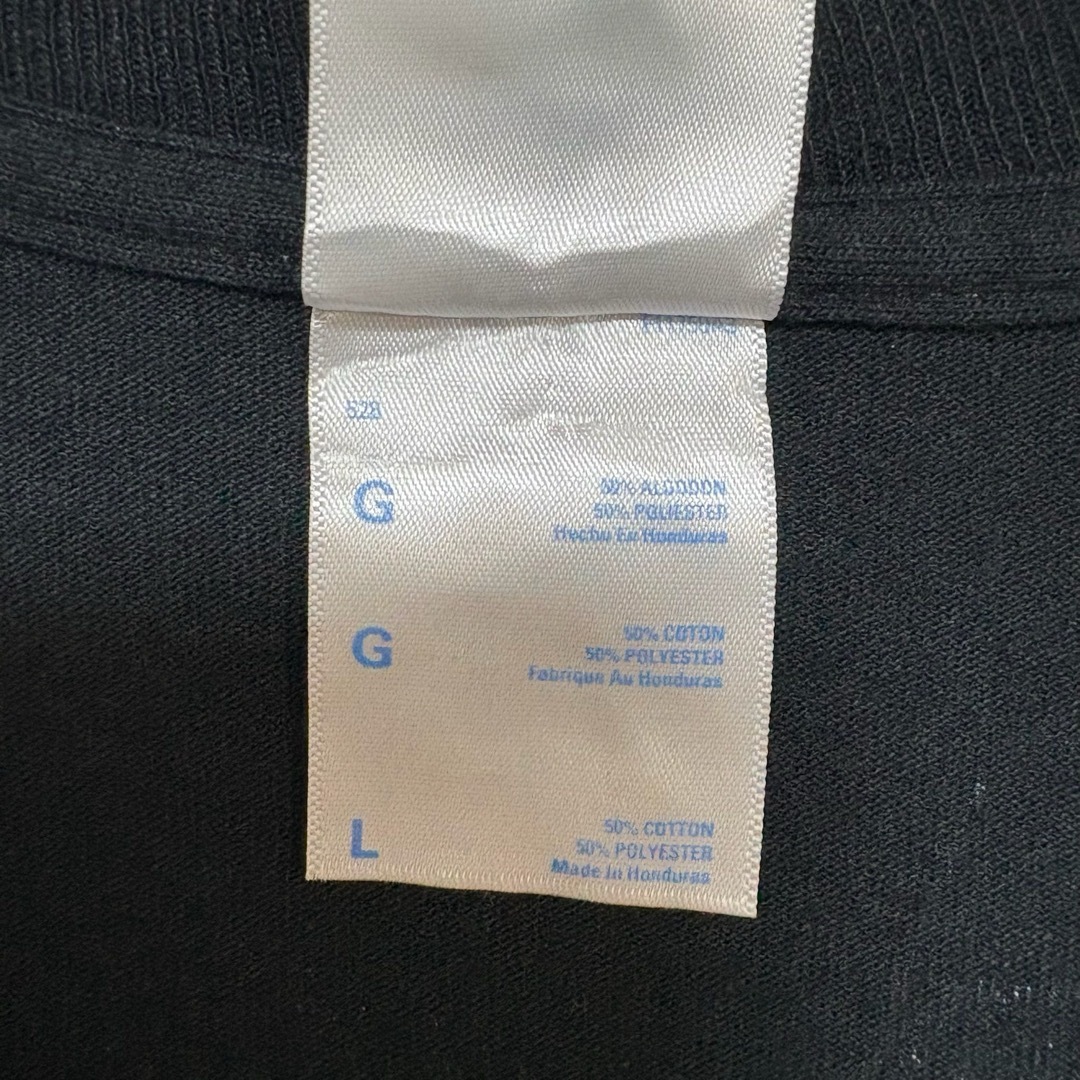 528
G
50% ALGODON
50% POLIESTER
Hecho En Honduras
G
50% COTON
50% POLYESTER
Fabrique Au Honduras
L
50% COTTON
50% POLYESTER
Made In Honduras